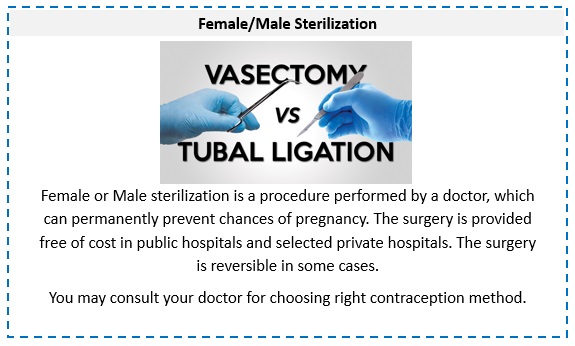 Female/Male Sterilization
VASECTOMY
VS
TUBAL LIGATION
Female or Male sterilization is a procedure performed by a doctor, which
can permanently prevent chances of pregnancy. The surgery is provided
free of cost in public hospitals and selected private hospitals. The surgery
is reversible in some cases.
You may consult your doctor for choosing right contraception method.